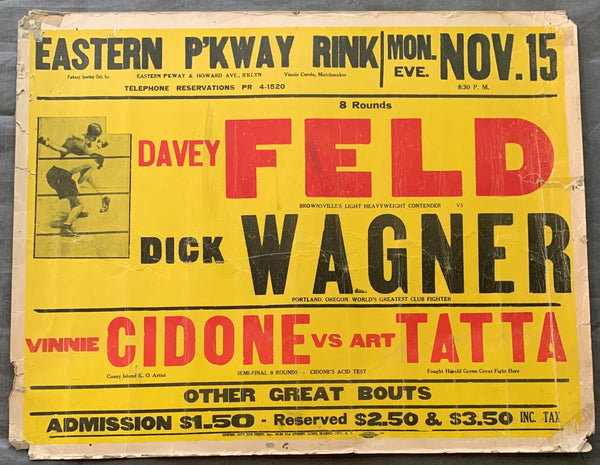 EASTERN P'KWAY RINK
MON. EVE. NOV. 15
Parkway Sporting Club, Inc. EASTERN P'KWAY & HOWARD AVE., B'KLYN Vinnie Cerola, Matchmaker
8:30 P. M.
TELEPHONE RESERVATIONS PR 4-1520
8 Rounds
DAVEY FELD
BROWNSVILLE'S LIGHT HEAVYWEIGHT CONTENDER VS
DICK WAGNER
PORTLAND, OREGON, WORLD'S GREATEST CLUB FIGHTER
VINNIE CIDONE VS ART TATTA
Coney Island K. O. Artist SEMI-FINAL 8 ROUNDS - CIDONE'S ACID TEST Fought Harold Green Great Fight Here
OTHER GREAT BOUTS
ADMISSION $1.50 - Reserved $2.50 & $3.50 INC. TAX